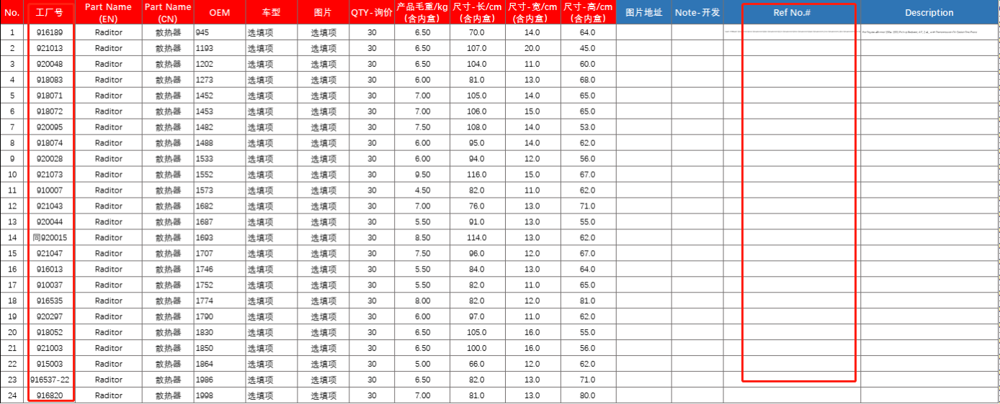 No. 工厂号 Part Name (EN) Part Name (CN) OEM 车型 图片 QTY-询价 产品毛重/kg (含内盒) 尺寸-长/cm (含内盒) 尺寸-宽/cm (含内盒) 尺寸-高/cm (含内盒) 图片地址 Note-开发 Ref No.# Description
1 916189 Raditor 散热器 945 选填项 选填项 30 6.50 70.0 14.0 64.0
2 921013 Raditor 散热器 1193 选填项 选填项 30 6.50 107.0 20.0 45.0
3 920048 Raditor 散热器 1202 选填项 选填项 30 6.50 104.0 11.0 60.0
4 918083 Raditor 散热器 1273 选填项 选填项 30 6.00 81.0 13.0 68.0
5 918071 Raditor 散热器 1452 选填项 选填项 30 7.00 105.0 14.0 65.0
6 918072 Raditor 散热器 1453 选填项 选填项 30 7.00 106.0 15.0 65.0
7 920095 Raditor 散热器 1482 选填项 选填项 30 7.50 108.0 14.0 53.0
8 918074 Raditor 散热器 1488 选填项 选填项 30 6.00 95.0 14.0 62.0
9 920028 Raditor 散热器 1533 选填项 选填项 30 6.00 94.0 12.0 56.0
10 921073 Raditor 散热器 1552 选填项 选填项 30 9.50 116.0 15.0 67.0
11 910007 Raditor 散热器 1573 选填项 选填项 30 4.50 82.0 11.0 62.0
12 921043 Raditor 散热器 1682 选填项 选填项 30 7.00 76.0 13.0 71.0
13 920044 Raditor 散热器 1687 选填项 选填项 30 5.50 91.0 13.0 55.0
14 同920015 Raditor 散热器 1693 选填项 选填项 30 8.50 114.0 13.0 62.0
15 921047 Raditor 散热器 1707 选填项 选填项 30 7.50 96.0 12.0 67.0
16 916013 Raditor 散热器 1746 选填项 选填项 30 5.50 84.0 13.0 64.0
17 910037 Raditor 散热器 1752 选填项 选填项 30 5.50 82.0 11.0 65.0
18 916535 Raditor 散热器 1774 选填项 选填项 30 8.00 82.0 12.0 81.0
19 920297 Raditor 散热器 1790 选填项 选填项 30 6.00 97.0 11.0 62.0
20 918052 Raditor 散热器 1830 选填项 选填项 30 6.50 105.0 16.0 55.0
21 921003 Raditor 散热器 1850 选填项 选填项 30 6.50 100.0 16.0 56.0
22 915003 Raditor 散热器 1864 选填项 选填项 30 5.00 66.0 12.0 62.0
23 916537-22 Raditor 散热器 1986 选填项 选填项 30 6.50 82.0 13.0 71.0
24 916820 Raditor 散热器 1998 选填项 选填项 30 7.00 81.0 13.0 80.0